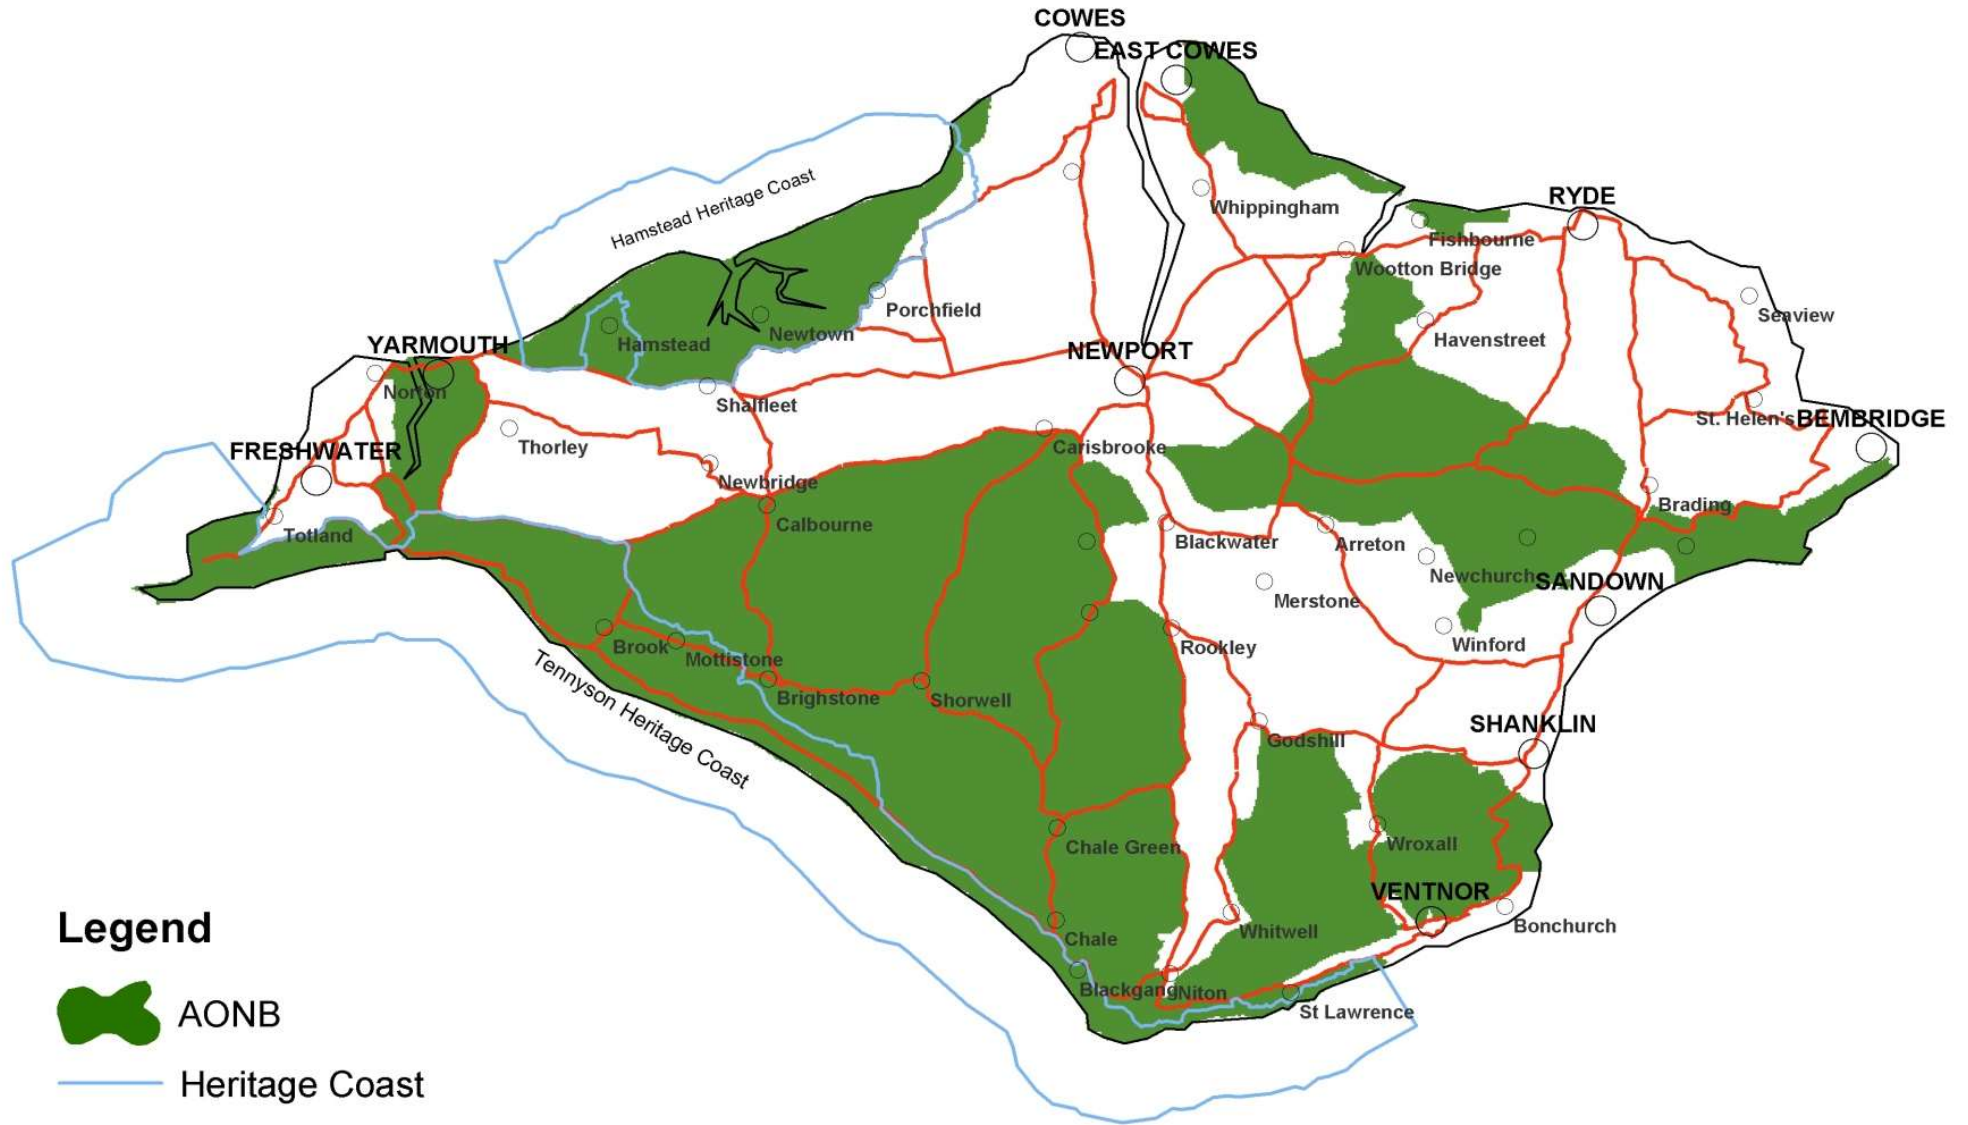 COWES
EAST COWES
Hamstead Heritage Coast
RYDE
Whippingham
Fishbourne
Wootton Bridge
Porchfield
Seaview
Newtown
Havenstreet
YARMOUTH
Hamstead
NEWPORT
Norton
Shalfleet
St. Helen's
BEMBRIDGE
FRESHWATER
Thorley
Carisbrooke
Newbridge
Brading
Calbourne
Totland
Blackwater
Arreton
Newchurch
SANDOWN
Merstone
Brook
Mottistone
Rookley
Winford
Tennyson Heritage Coast
Brighstone
Shorwell
SHANKLIN
Godshill
Chale Green
Wroxall
VENTNOR
Legend
Chale
Whitwell
Bonchurch
Blackgang
Niton
St Lawrence
AONB
Heritage Coast